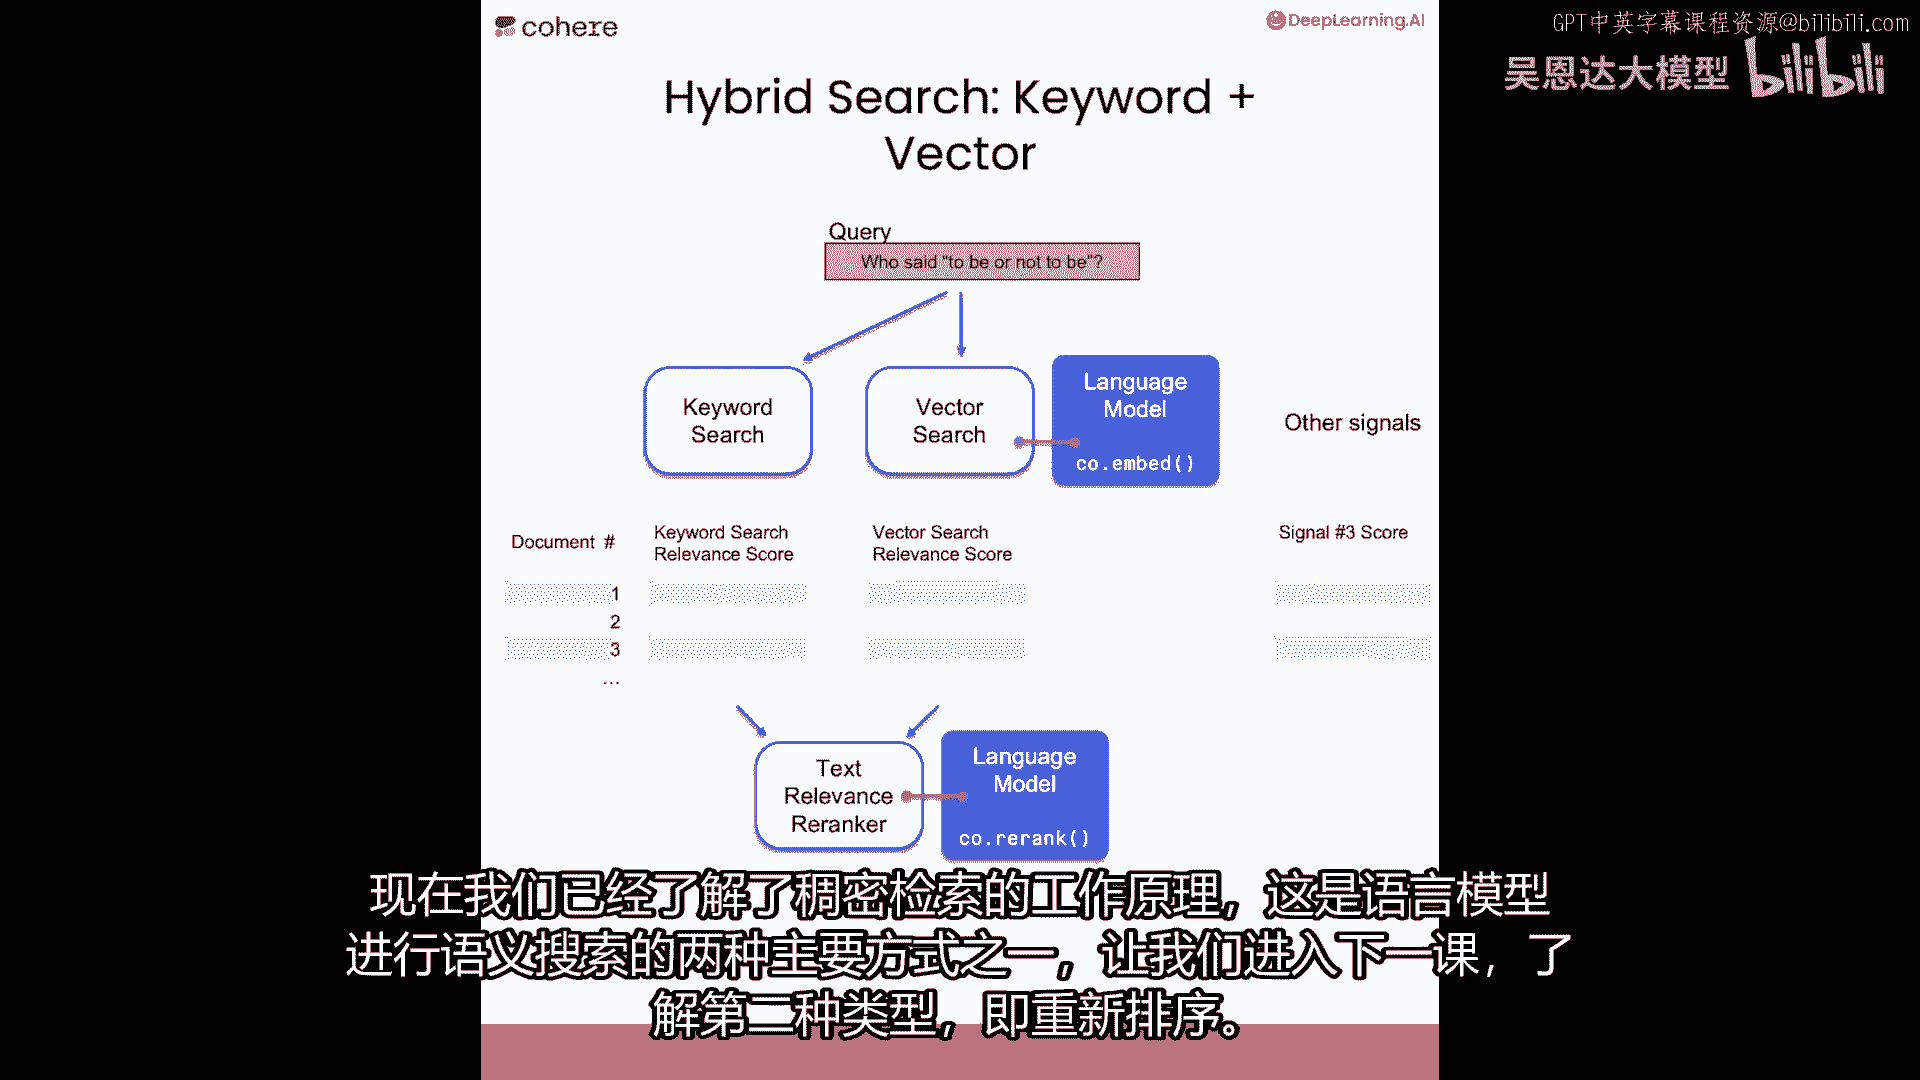 cohere
DeepLearning.AI
GPT中英字幕课程资源@bilibili.com
吴恩达大模型 bilibili
Hybrid Search: Keyword +
Vector
Query
Who said "to be or not to be"?
Keyword
Search
Vector
Search
Language
Model
co.embed()
Other signals
Document #
Keyword Search
Relevance Score
Vector Search
Relevance Score
Signal #3 Score
1
2
3
...
Text
Relevance
Reranker
Language
Model
co.rerank()
现在我们已经了解了稠密检索的工作原理，这是语言模型
进行语义搜索的两种主要方式之一，让我们进入下一课，了
解第二种类型，即重新排序。